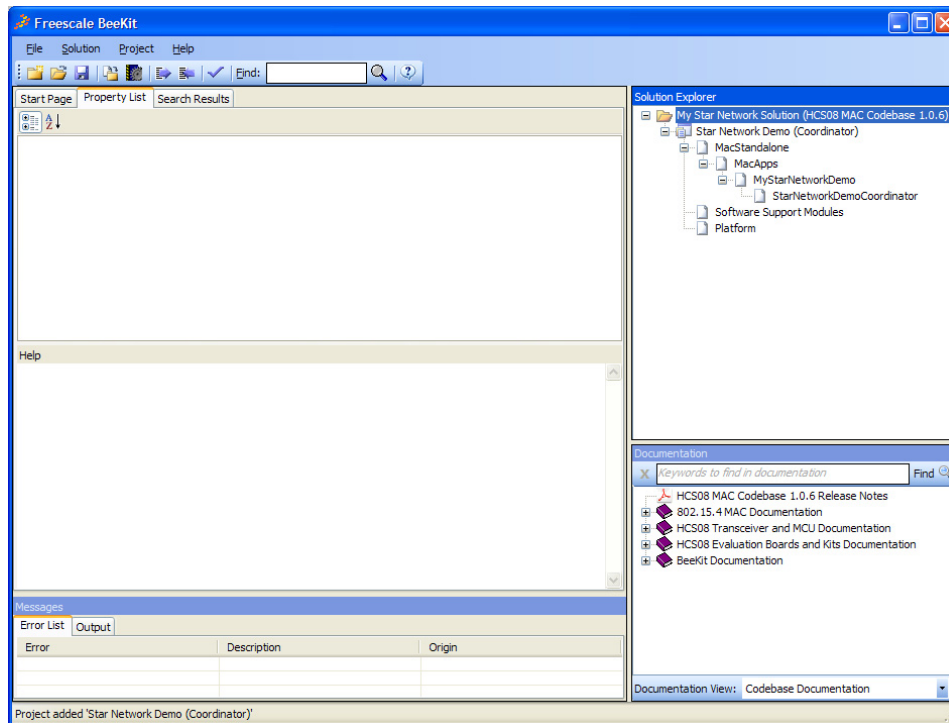 Freescale BeeKit
File Solution Project Help
Find:
Start Page Property List Search Results
Help
Messages
Error List Output
Error Description Origin
Project added 'Star Network Demo (Coordinator)'
Solution Explorer
My Star Network Solution (HCS08 MAC Codebase 1.0.6)
Star Network Demo (Coordinator)
MacStandalone
MacApps
MyStarNetworkDemo
StarNetworkDemoCoordinator
Software Support Modules
Platform
Documentation
Keywords to find in documentation Find
HCS08 MAC Codebase 1.0.6 Release Notes
802.15.4 MAC Documentation
HCS08 Transceiver and MCU Documentation
HCS08 Evaluation Boards and Kits Documentation
BeeKit Documentation
Documentation View: Codebase Documentation